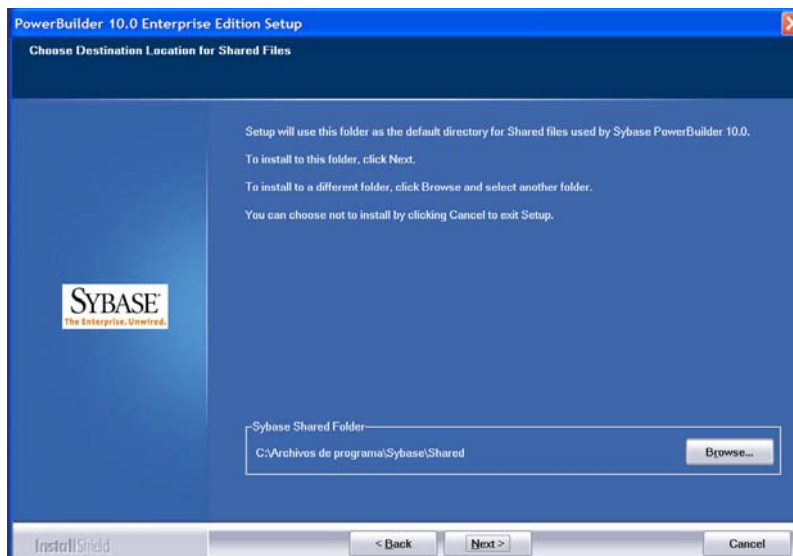 PowerBuilder 10.0 Enterprise Edition Setup
Choose Destination Location for Shared Files
Setup will use this folder as the default directory for Shared files used by Sybase PowerBuilder 10.0.
To install to this folder, click Next.
To install to a different folder, click Browse and select another folder.
You can choose not to install by clicking Cancel to exit Setup.
SYBASE
The Enterprise. Unwired.
Sybase Shared Folder
C:\Archivos de programa\Sybase\Shared
Browse...
InstallShield
< Back
Next >
Cancel